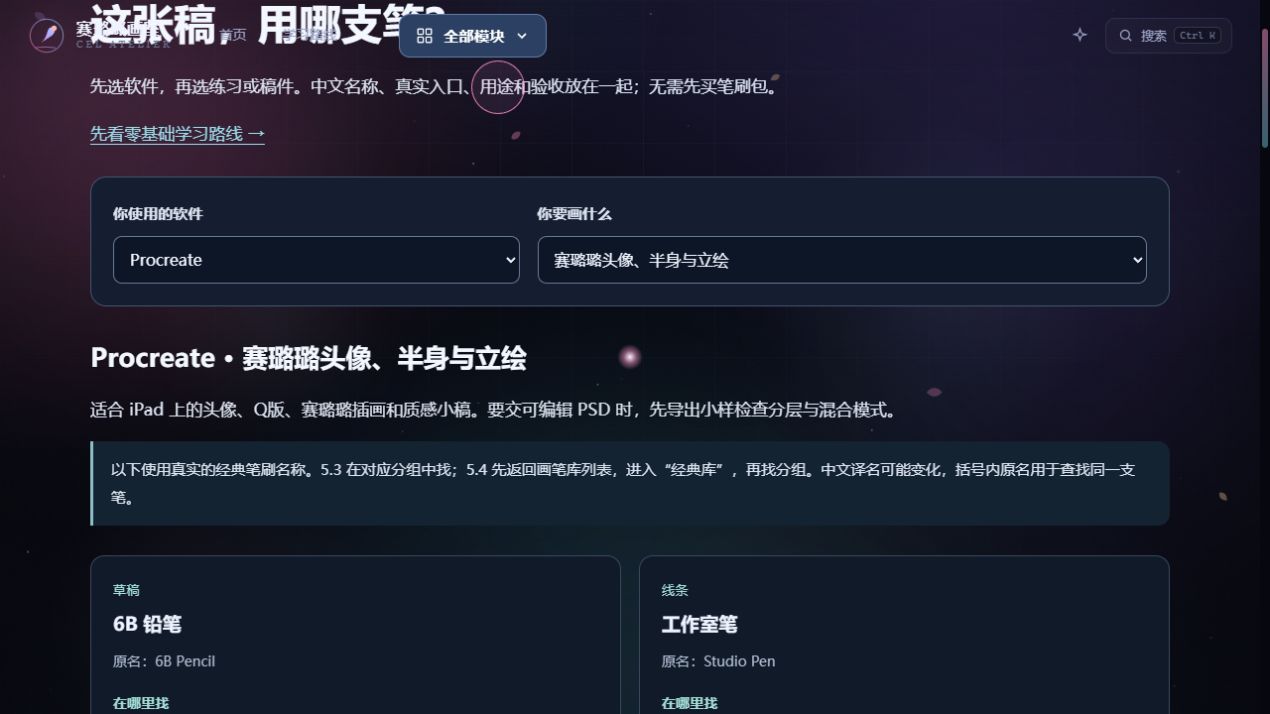 这张稿，用哪支笔？
CEL ATELIER
首页
全部模块
搜索 Ctrl K
先选软件，再选练习或稿件。中文名称、真实入口、用途和验收放在一起；无需先买笔刷包。
先看零基础学习路线 →
你使用的软件
你要画什么
Procreate
赛璐璐头像、半身与立绘
Procreate · 赛璐璐头像、半身与立绘
适合 iPad 上的头像、Q版、赛璐璐插画和质感小稿。要交可编辑 PSD 时，先导出小样检查分层与混合模式。
以下使用真实的经典笔刷名称。5.3 在对应分组中找；5.4 先返回画笔库列表，进入“经典库”，再找分组。中文译名可能变化，括号内原名用于查找同一支
笔。
草稿
6B 铅笔
原名：6B Pencil
在哪里找
线条
工作室笔
原名：Studio Pen
在哪里找